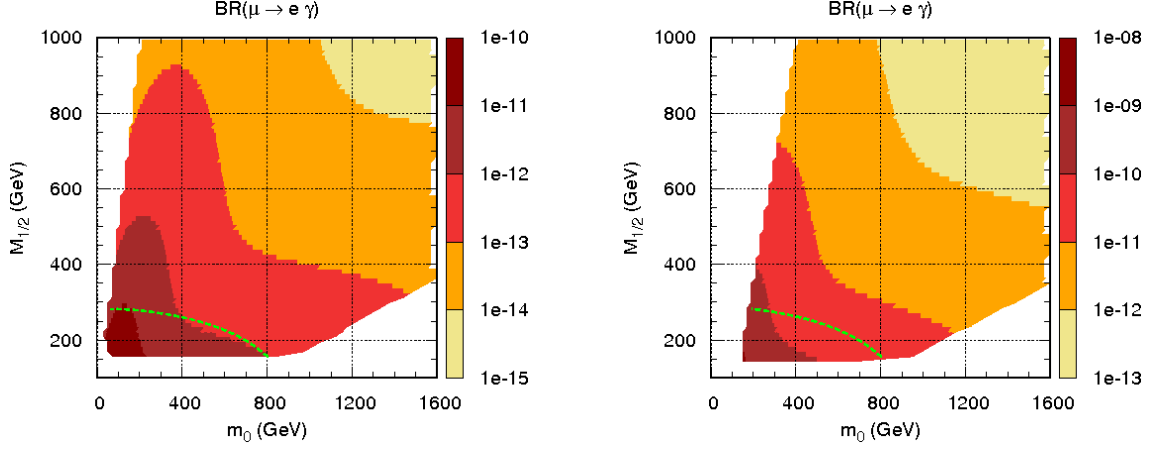 BR(μ → e γ)
M1/2 (GeV)
1000
800
600
400
200
0
400
800
1200
1600
m0 (GeV)
1e-10
1e-11
1e-12
1e-13
1e-14
1e-15
BR(μ → e γ)
M1/2 (GeV)
1000
800
600
400
200
0
400
800
1200
1600
m0 (GeV)
1e-08
1e-09
1e-10
1e-11
1e-12
1e-13